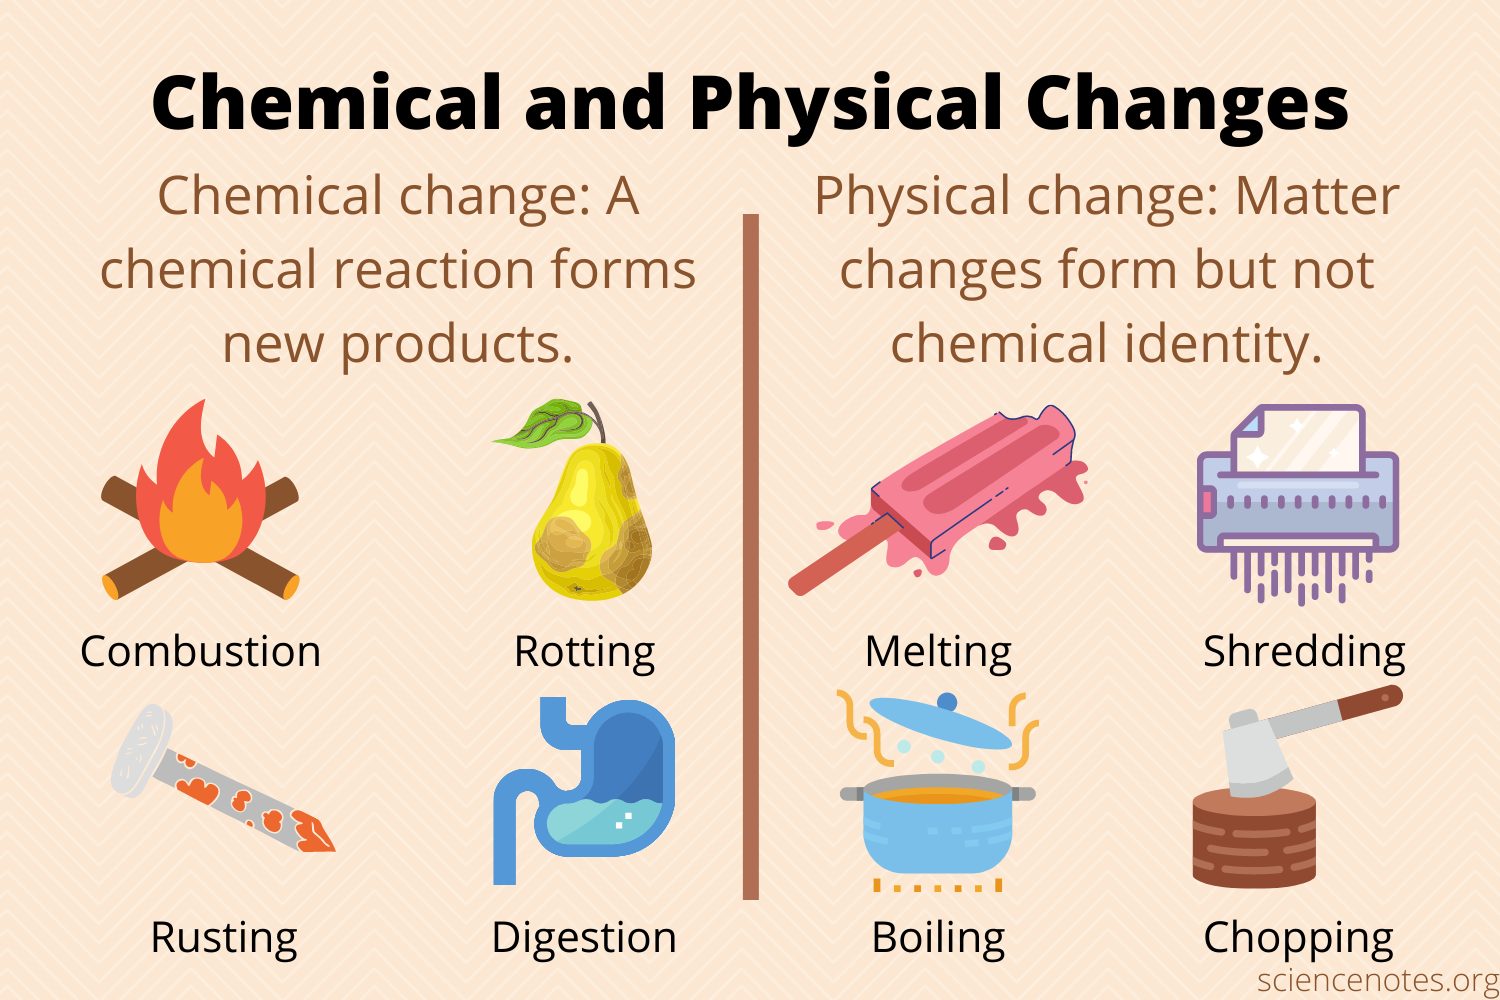 Chemical and Physical Changes
Chemical change: A
chemical reaction forms
new products.
Physical change: Matter
changes form but not
chemical identity.
Combustion
Rotting
Melting
Shredding
Rusting
Digestion
Boiling
Chopping
sciencenotes.org